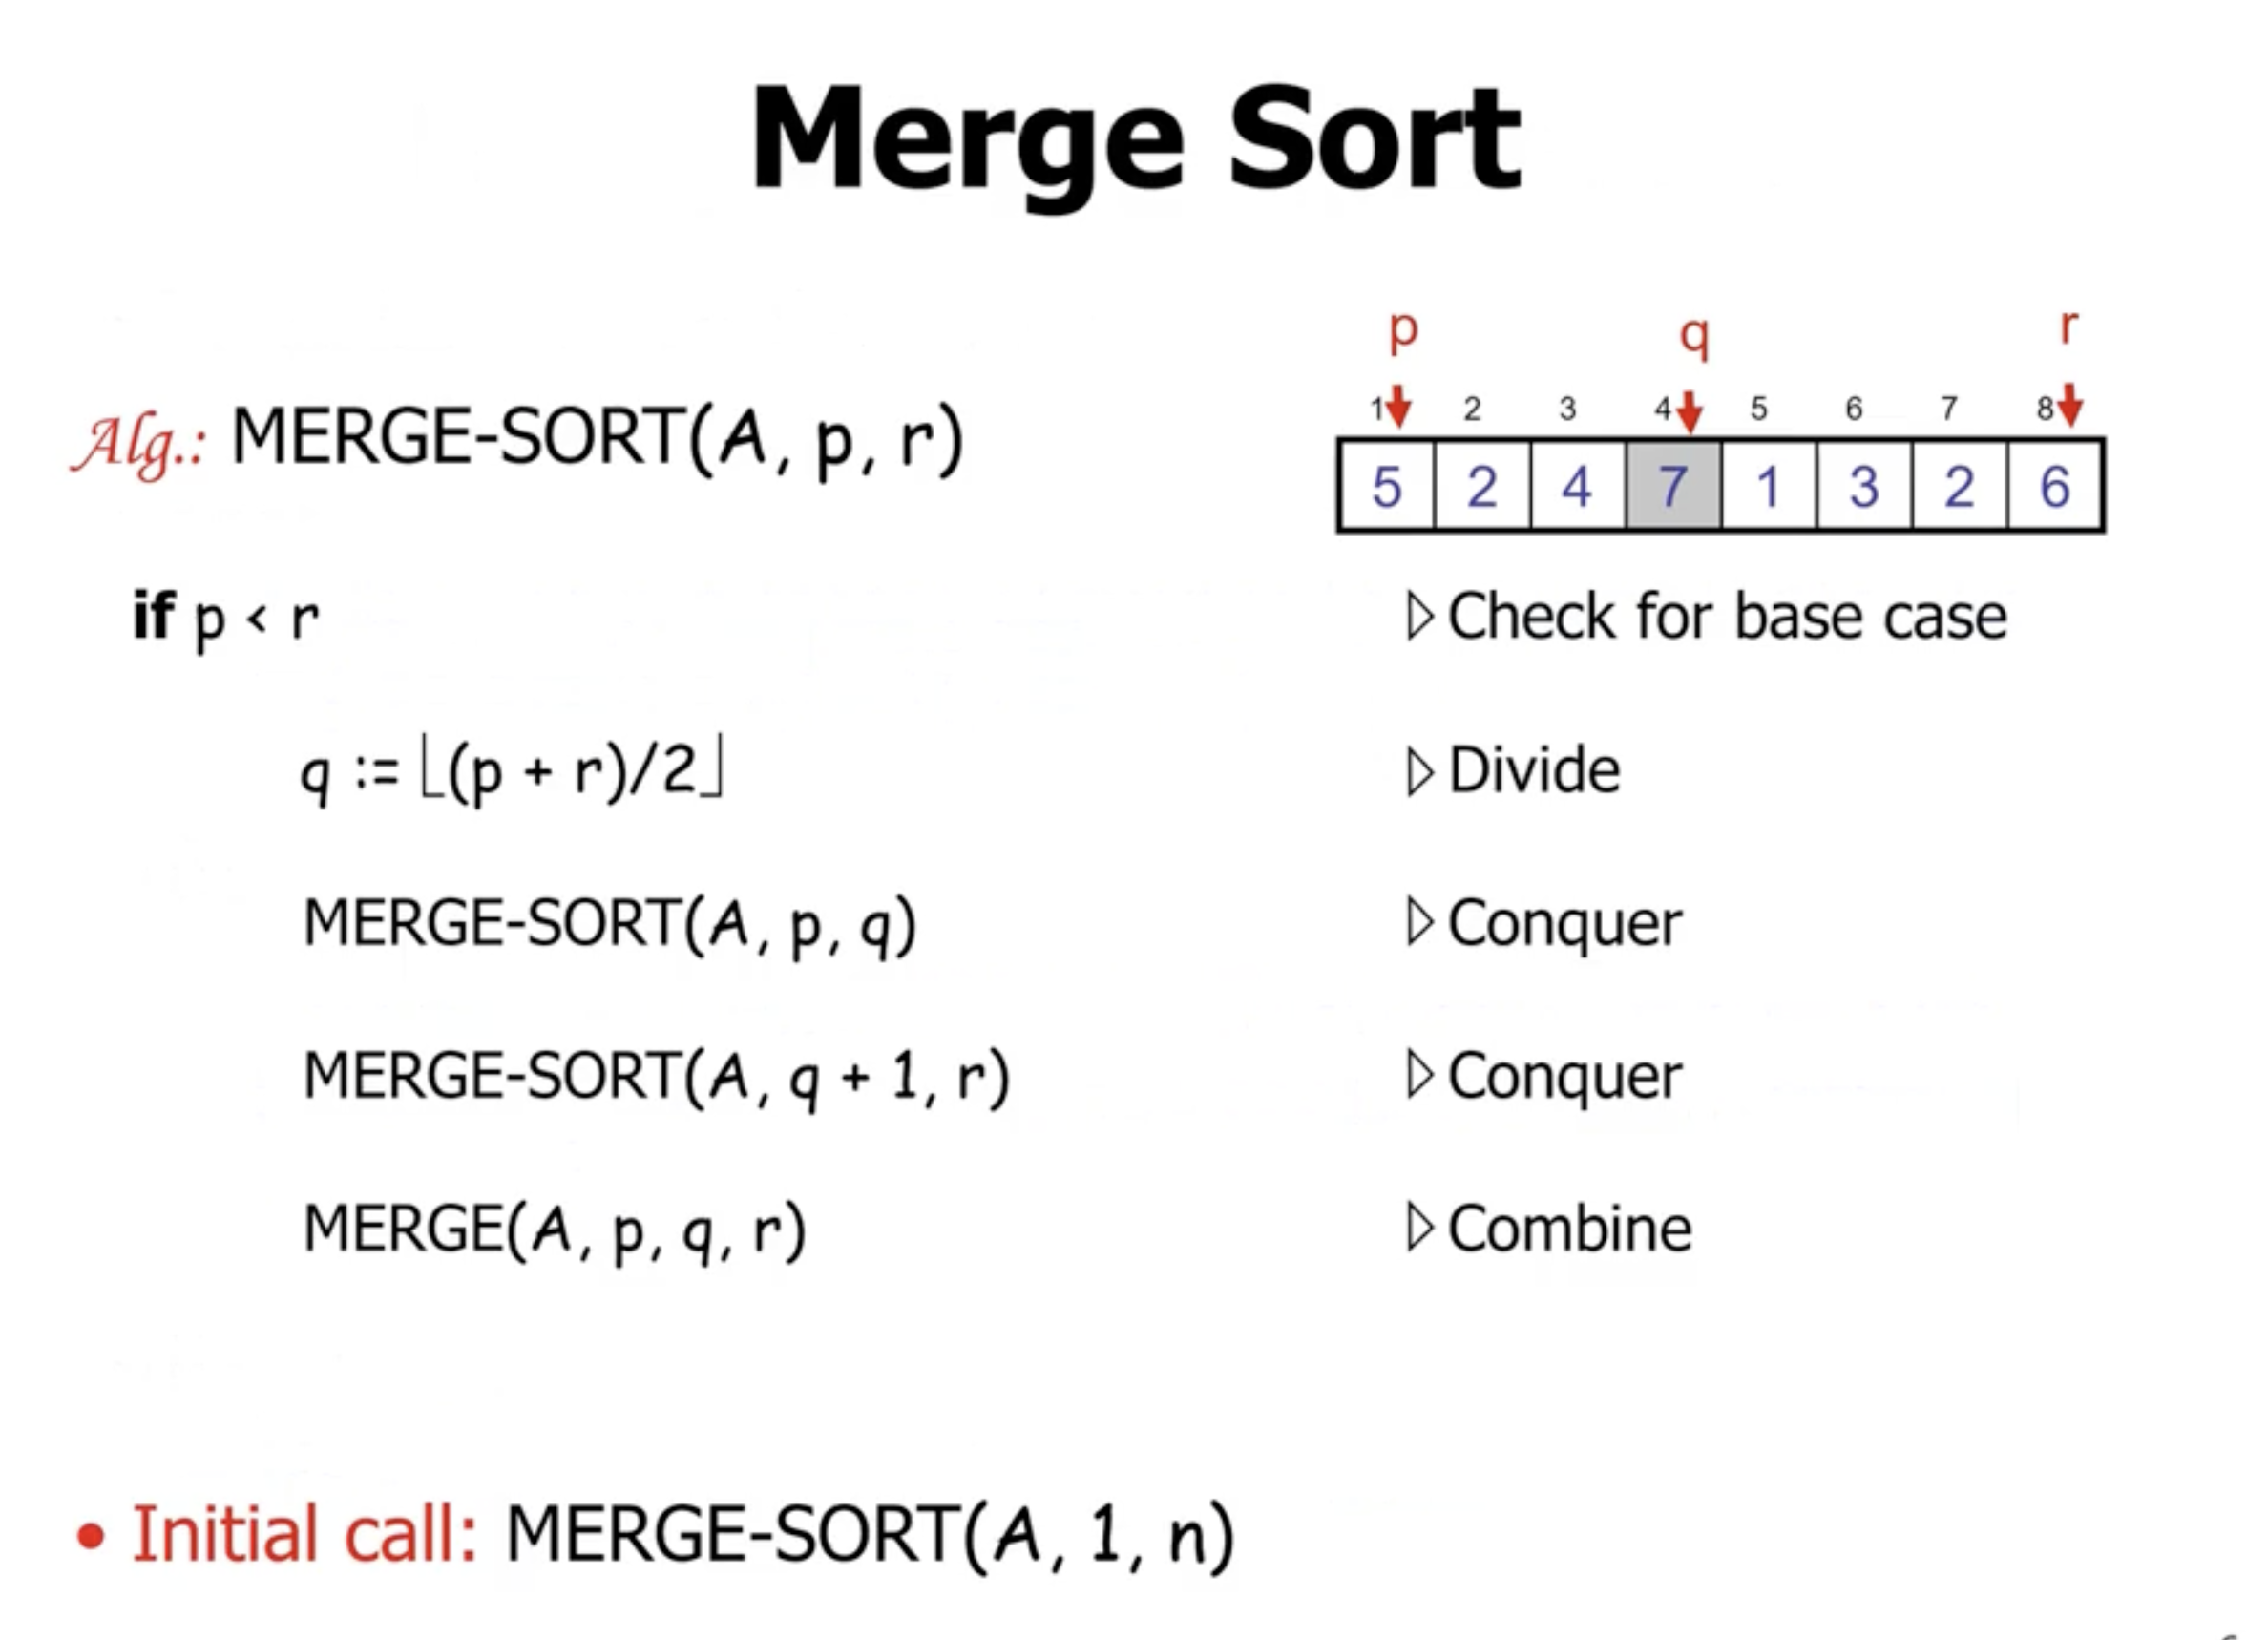 Merge Sort
p q r
Alg.: MERGE-SORT(A, p, r)
1 2 3 4 5 6 7 8
5 2 4 7 1 3 2 6
if p < r ▷ Check for base case
q := ⌊(p + r)/2⌋ ▷ Divide
MERGE-SORT(A, p, q) ▷ Conquer
MERGE-SORT(A, q + 1, r) ▷ Conquer
MERGE(A, p, q, r) ▷ Combine
• Initial call: MERGE-SORT(A, 1, n)